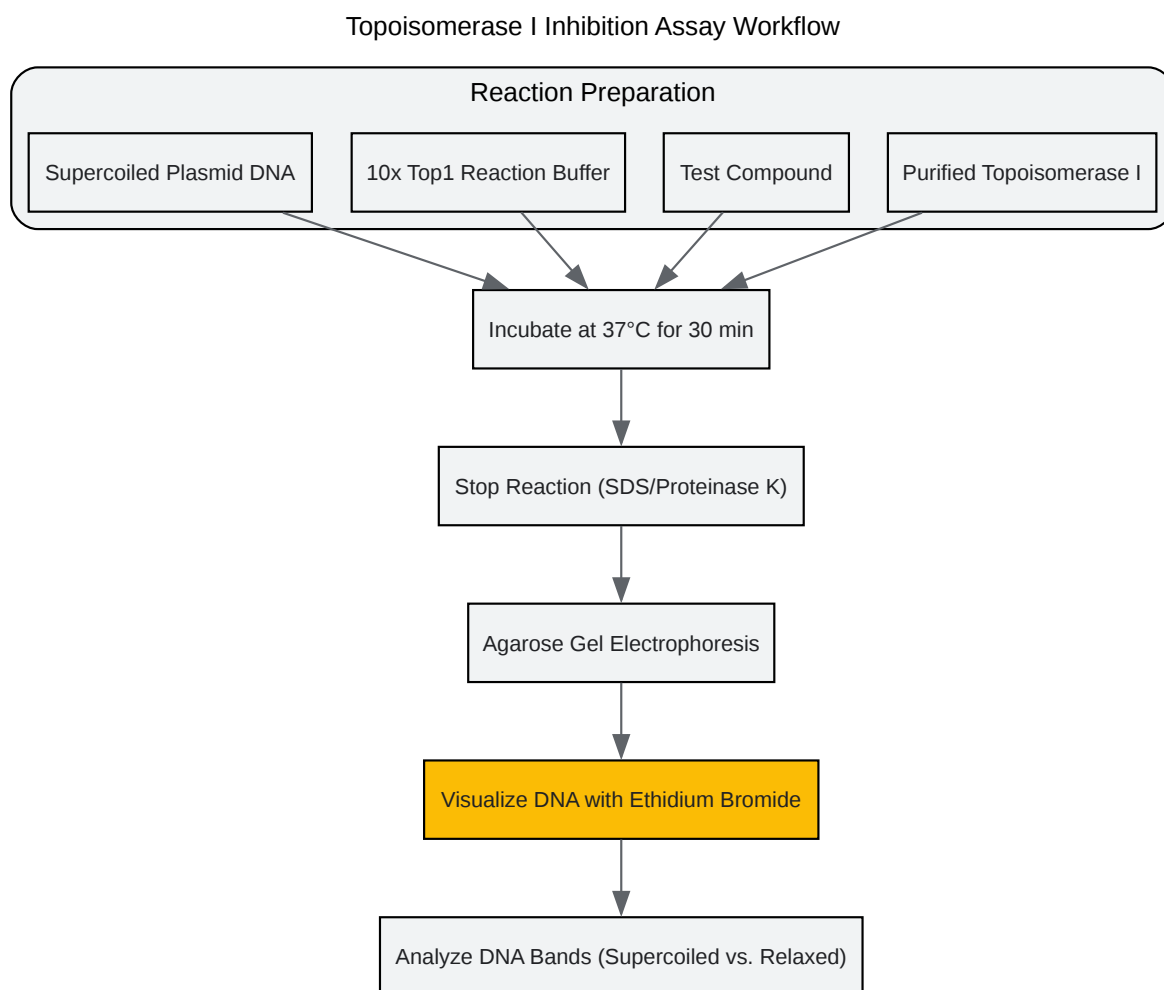 Topoisomerase I Inhibition Assay Workflow
Reaction Preparation
Supercoiled Plasmid DNA
10x Top1 Reaction Buffer
Test Compound
Purified Topoisomerase I
Incubate at 37°C for 30 min
Stop Reaction (SDS/Proteinase K)
Agarose Gel Electrophoresis
Visualize DNA with Ethidium Bromide
Analyze DNA Bands (Supercoiled vs. Relaxed)